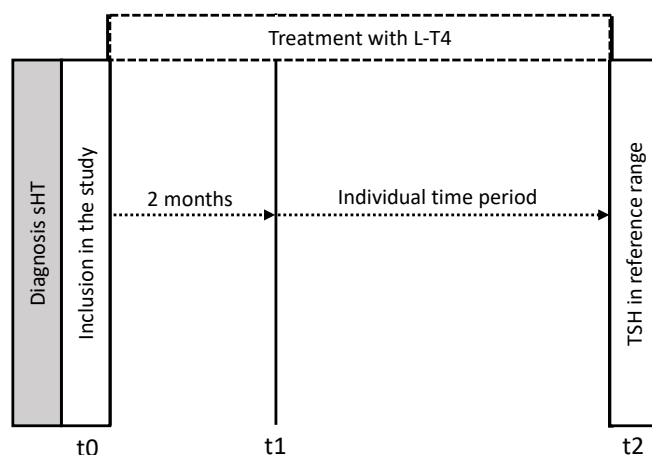 Treatment with L-T4
Diagnosis sHT
Inclusion in the study
2 months
Individual time period
TSH in reference range
t0
t1
t2